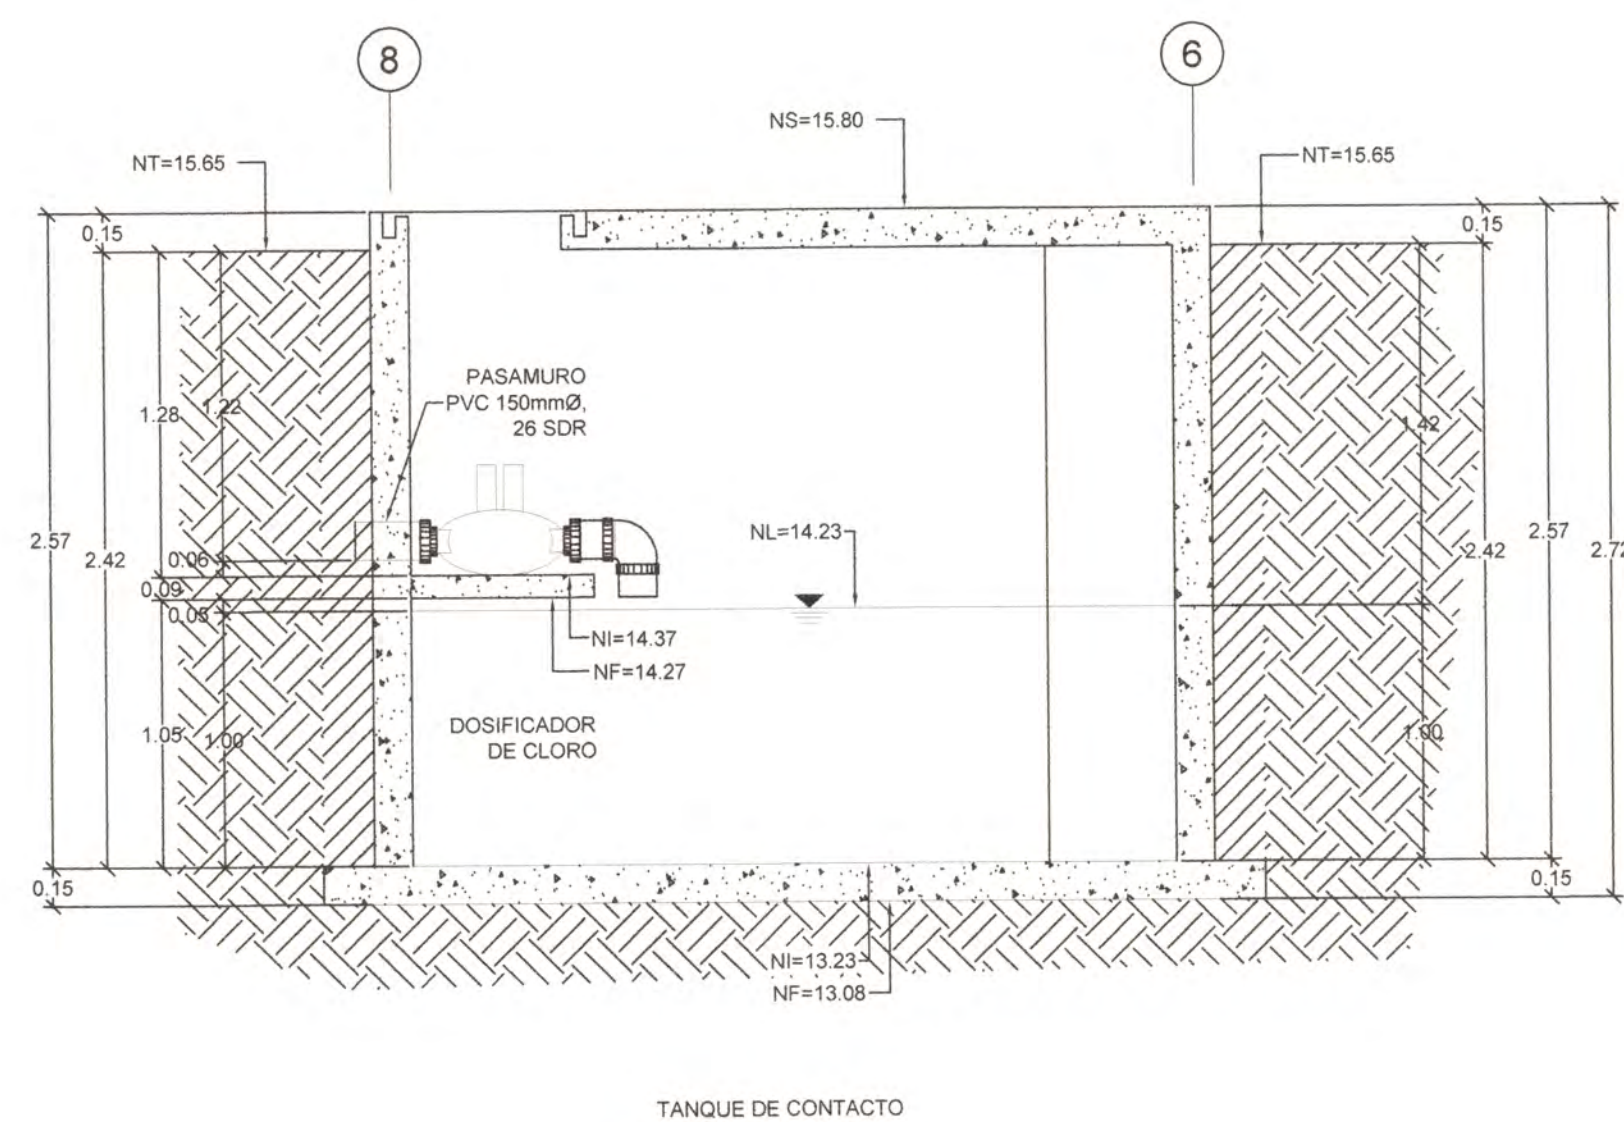 8
6
NS=15.80
NT=15.65
NT=15.65
0.15
0.15
PASAMURO
PVC 150mmØ,
26 SDR
1.28
1.22
1.42
NL=14.23
2.57
2.42
0.06
2.42
2.57
2.72
0.09
0.05
NI=14.37
NF=14.27
DOSIFICADOR
DE CLORO
1.05
1.00
1.00
0.15
0.15
NI=13.23
NF=13.08
TANQUE DE CONTACTO